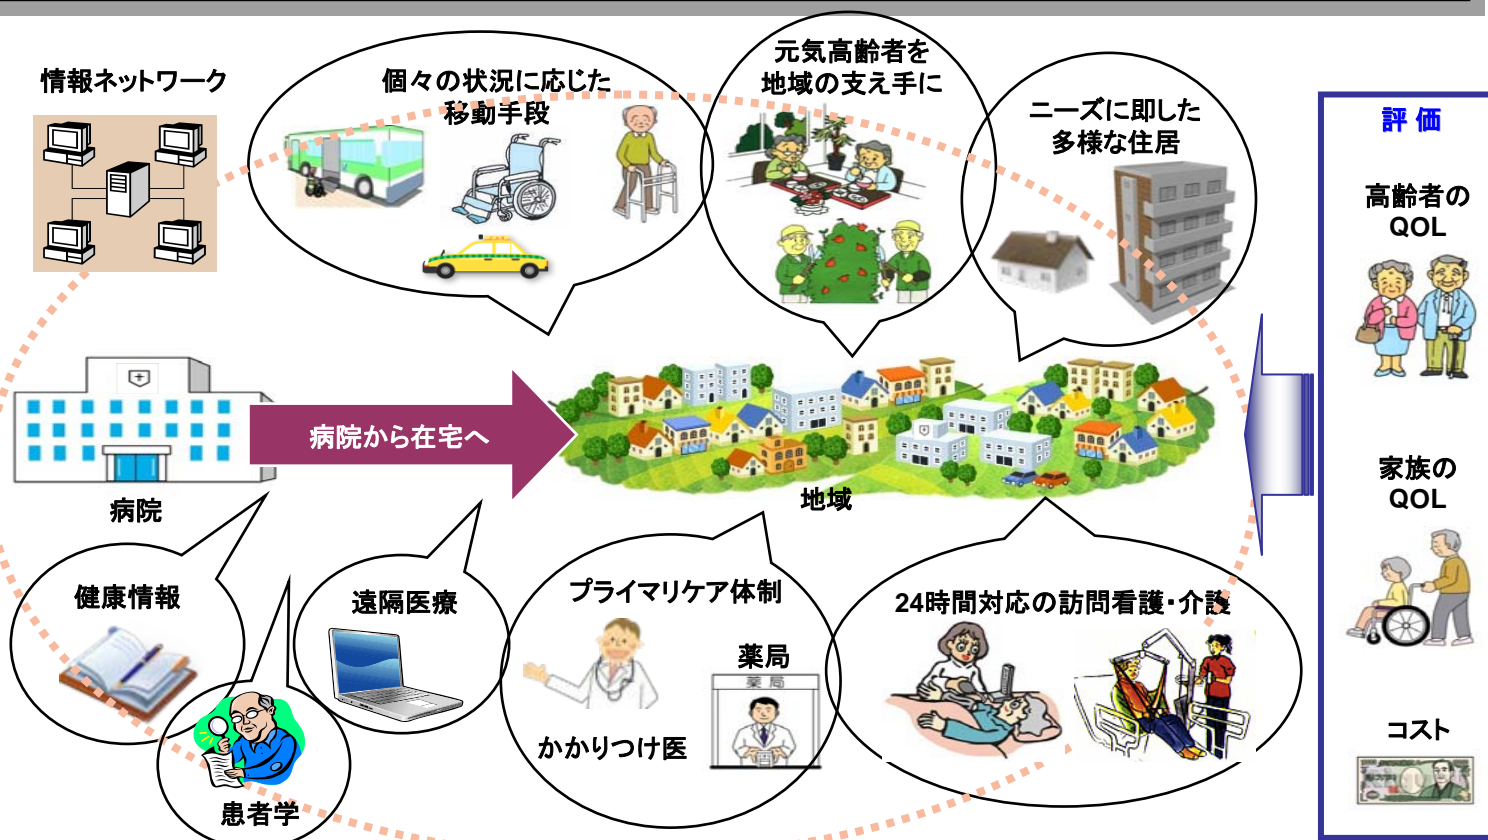 情報ネットワーク
個々の状況に応じた
移動手段
元気高齢者を
地域の支え手に
ニーズに即した
多様な住居
評価
高齢者の
QOL
家族の
QOL
コスト
病院から在宅へ
病院
地域
健康情報
遠隔医療
患者学
プライマリケア体制
かかりつけ医
薬局
薬局
24時間対応の訪問看護・介護